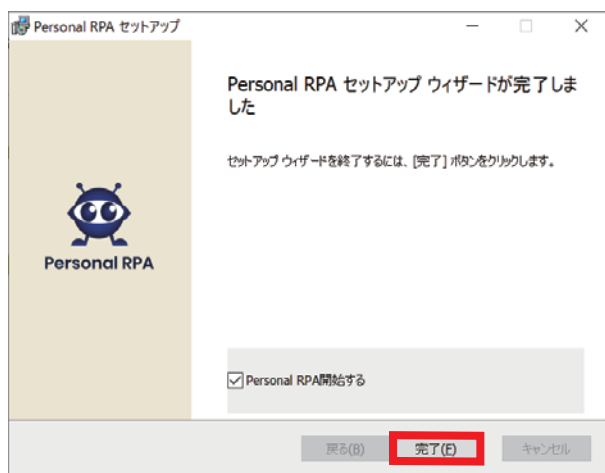 Personal RPA セットアップ
Personal RPA セットアップ ウィザードが完了しま
した
セットアップ ウィザードを終了するには、[完了] ボタンをクリックします。
Personal RPA
Personal RPA開始する
戻る(B)
完了(F)
キャンセル